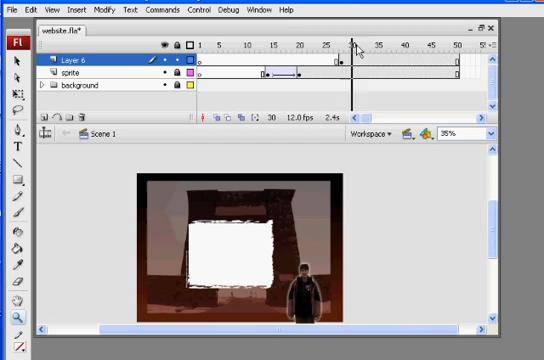 File Edit View Insert Modify Text Commands Control Debug Window Help
website.fla*
Fl
1 5 10 15 20 25 30 35 40 45 50 55
Layer 6
sprite
background
30 12.0 fps 2.4s
Scene 1 Workspace 35%
T